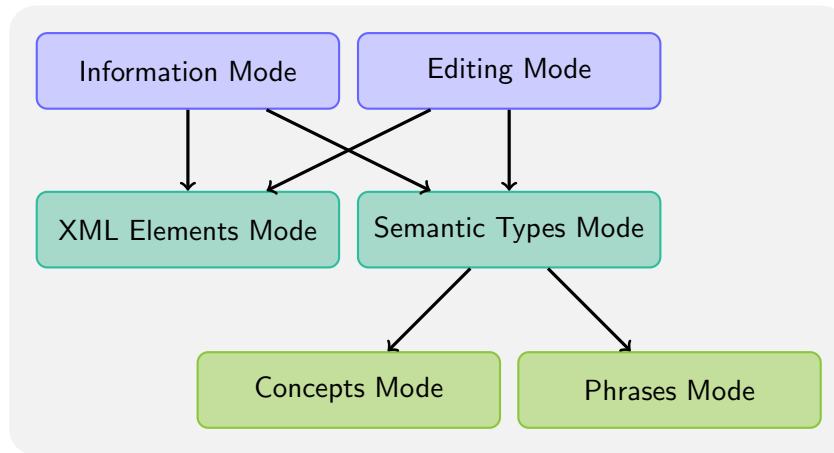 Information Mode
Editing Mode
XML Elements Mode
Semantic Types Mode
Concepts Mode
Phrases Mode